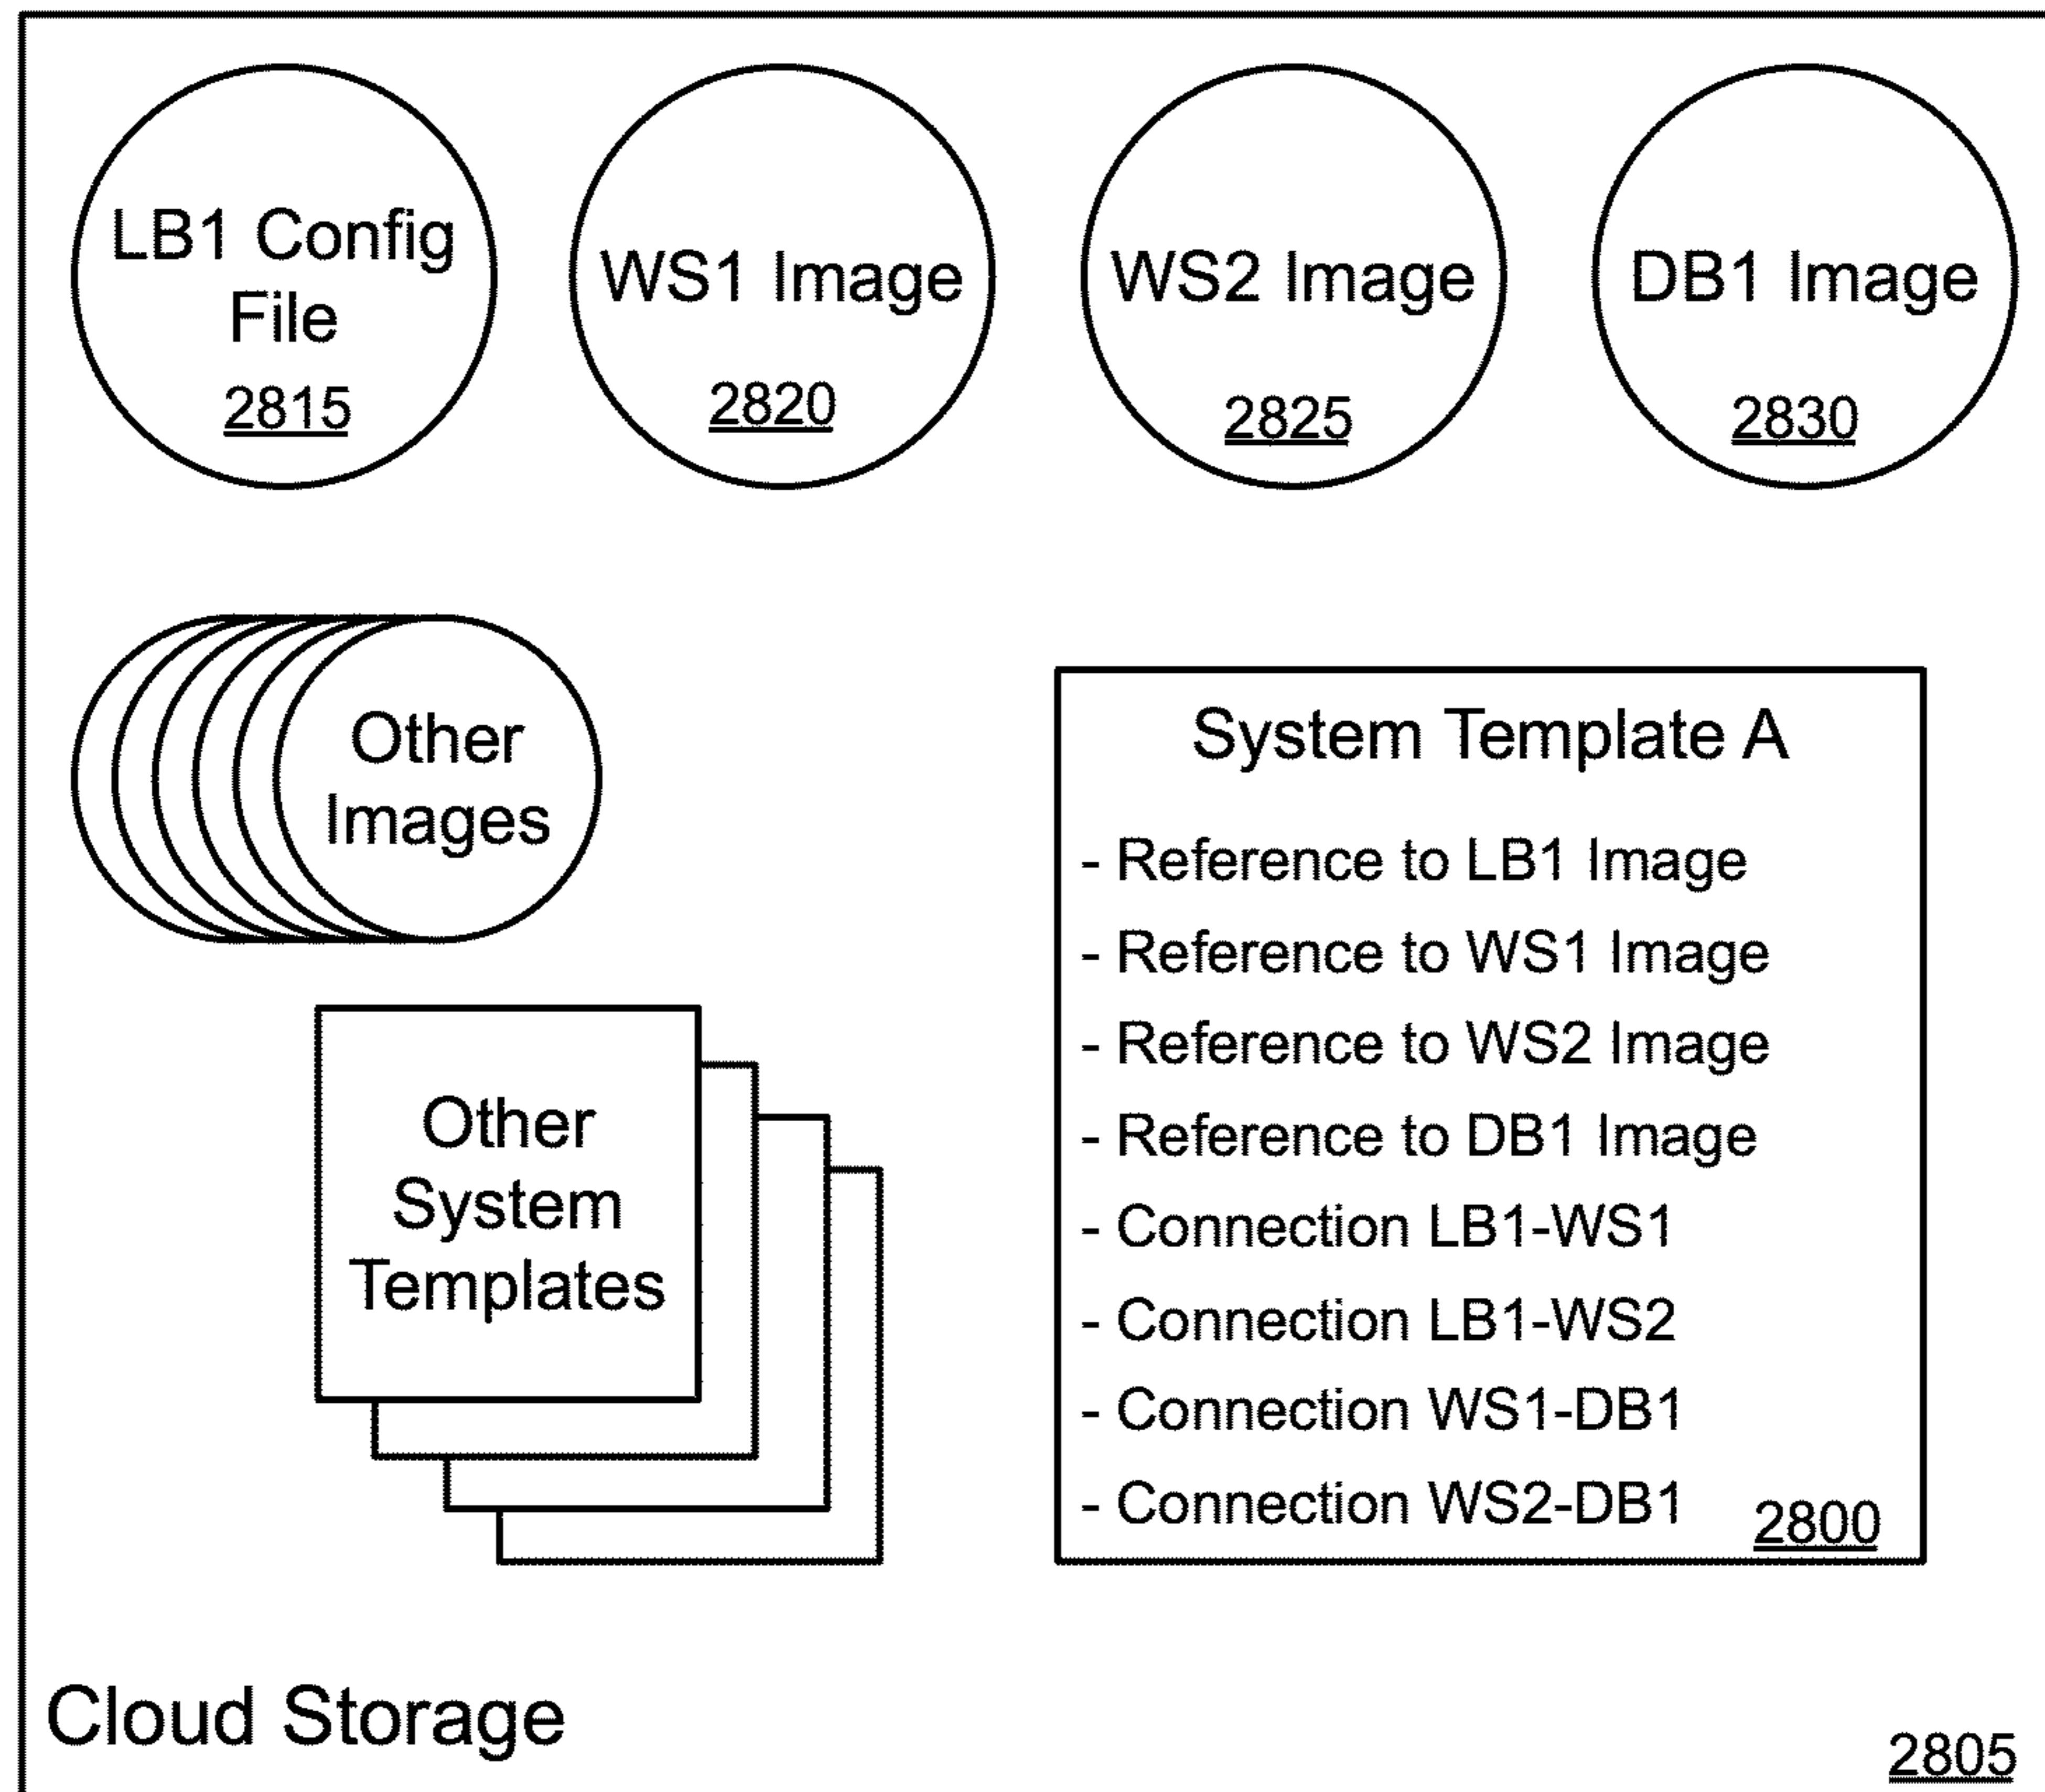 LB1 Config
File
2815
WS1 Image
2820
WS2 Image
2825
DB1 Image
2830
Other
Images
Other
System
Templates
System Template A
- Reference to LB1 Image
- Reference to WS1 Image
- Reference to WS2 Image
- Reference to DB1 Image
- Connection LB1-WS1
- Connection LB1-WS2
- Connection WS1-DB1
- Connection WS2-DB1
2800
Cloud Storage
2805